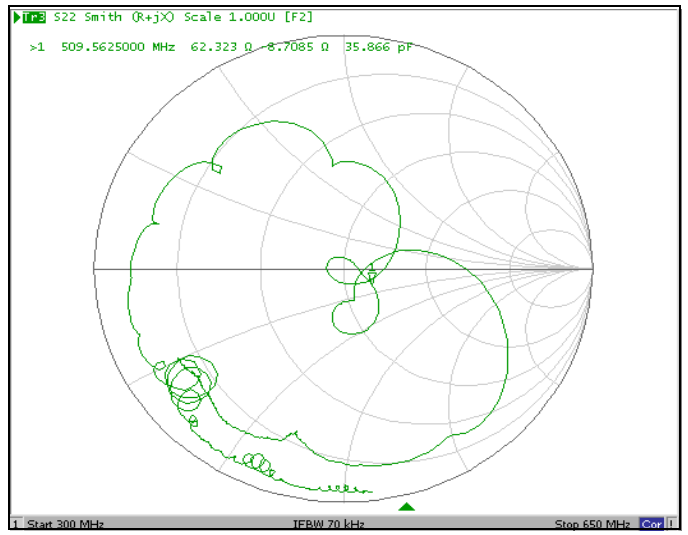 Tr3 S22 Smith (R+jX) Scale 1.000U [F2]
>1 509.5625000 MHz 62.323 Ω -8.7085 Ω 35.866 pF
1
1 Start 300 MHz IFBW 70 kHz Stop 650 MHz Cor !